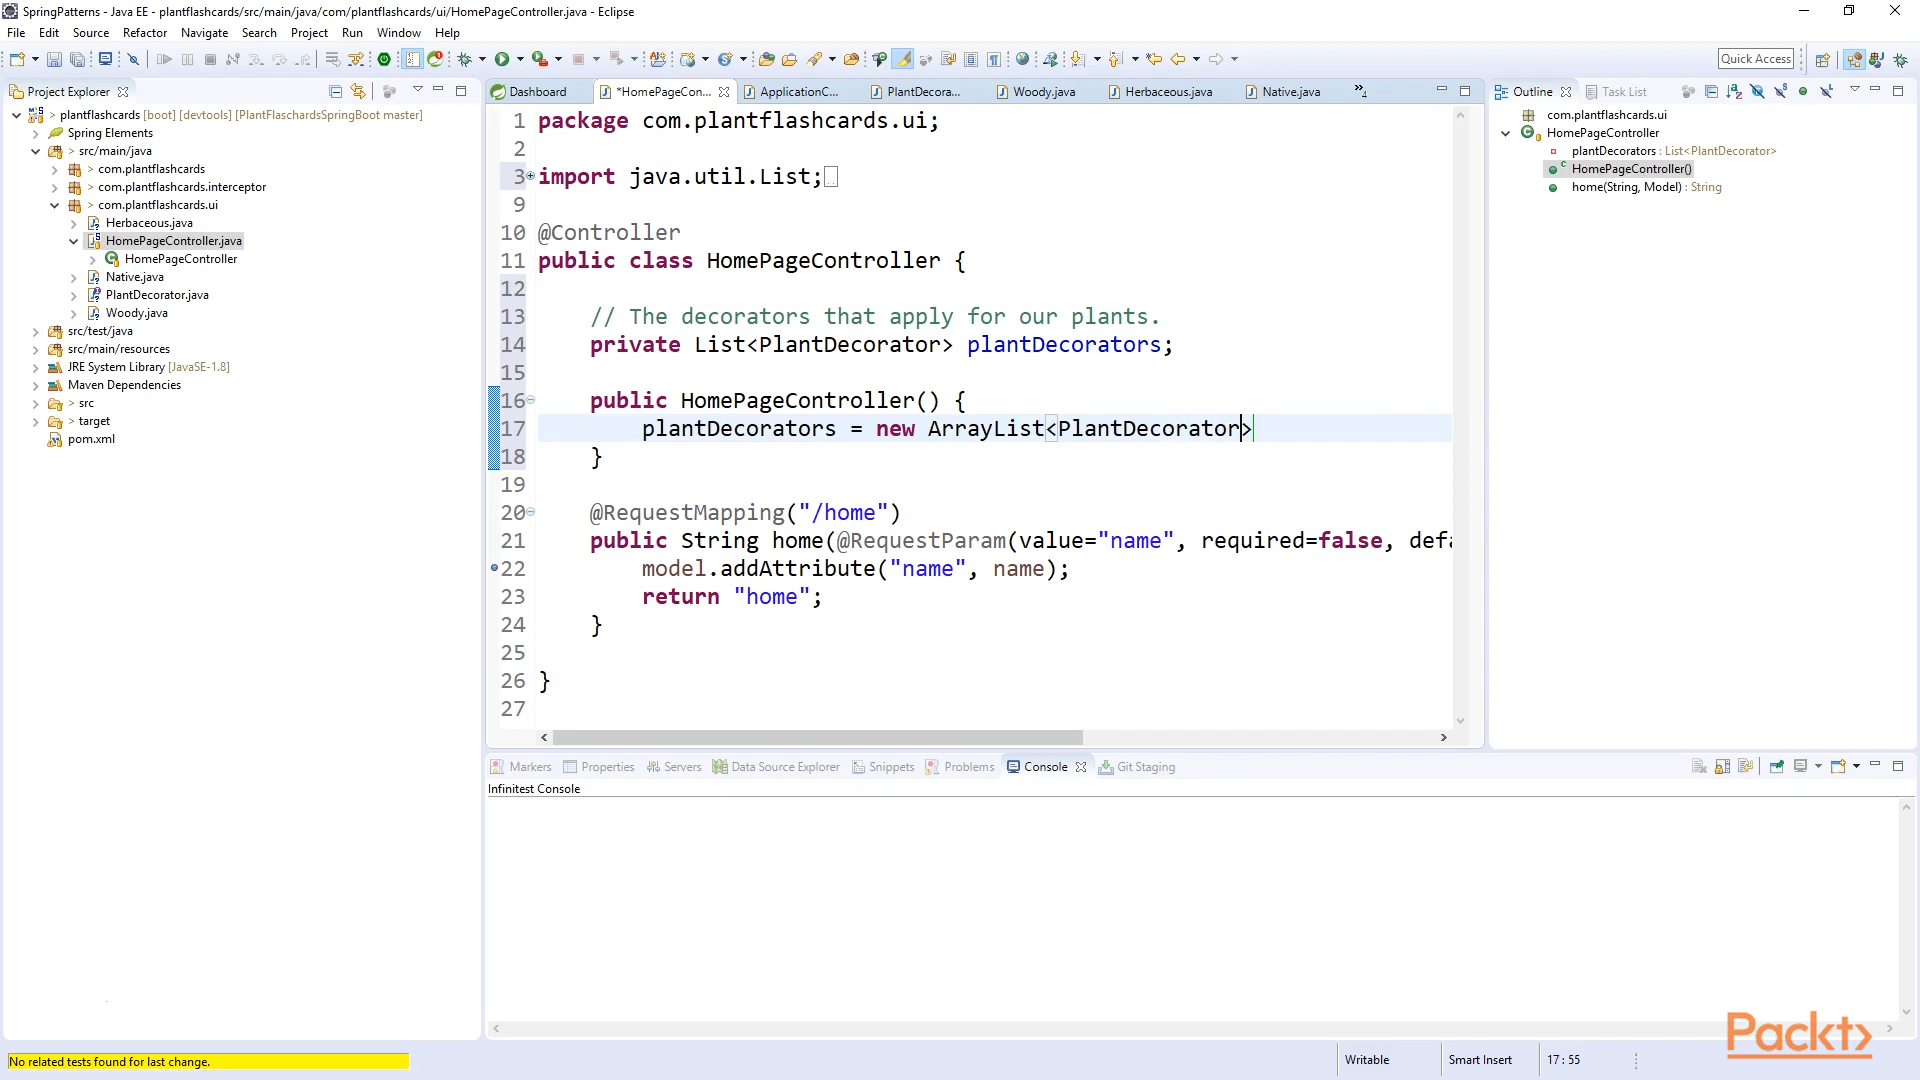 SpringPatterns - Java EE - plantflashcards/src/main/java/com/plantflashcards/ui/HomePageController.java - Eclipse
File Edit Source Refactor Navigate Search Project Run Window Help
Quick Access
Project Explorer
> plantflashcards [boot] [devtools] [PlantFlaschardsSpringBoot master]
Spring Elements
> src/main/java
> com.plantflashcards
> com.plantflashcards.interceptor
> com.plantflashcards.ui
Herbaceous.java
HomePageController.java
HomePageController
Native.java
PlantDecorator.java
Woody.java
src/test/java
src/main/resources
JRE System Library [JavaSE-1.8]
Maven Dependencies
> src
> target
pom.xml
Dashboard *HomePageCon... ApplicationC... PlantDecora... Woody.java Herbaceous.java Native.java »4
1 package com.plantflashcards.ui;
2
3 import java.util.List;
9
10 @Controller
11 public class HomePageController {
12
13 // The decorators that apply for our plants.
14 private List<PlantDecorator> plantDecorators;
15
16 public HomePageController() {
17 plantDecorators = new ArrayList<PlantDecorator>
18 }
19
20 @RequestMapping("/home")
21 public String home(@RequestParam(value="name", required=false, defa
22 model.addAttribute("name", name);
23 return "home";
24 }
25
26 }
27
Outline Task List
com.plantflashcards.ui
HomePageController
plantDecorators : List<PlantDecorator>
HomePageController()
home(String, Model) : String
Markers Properties Servers Data Source Explorer Snippets Problems Console Git Staging
Infinitest Console
Packt>
No related tests found for last change.
Writable Smart Insert 17 : 55